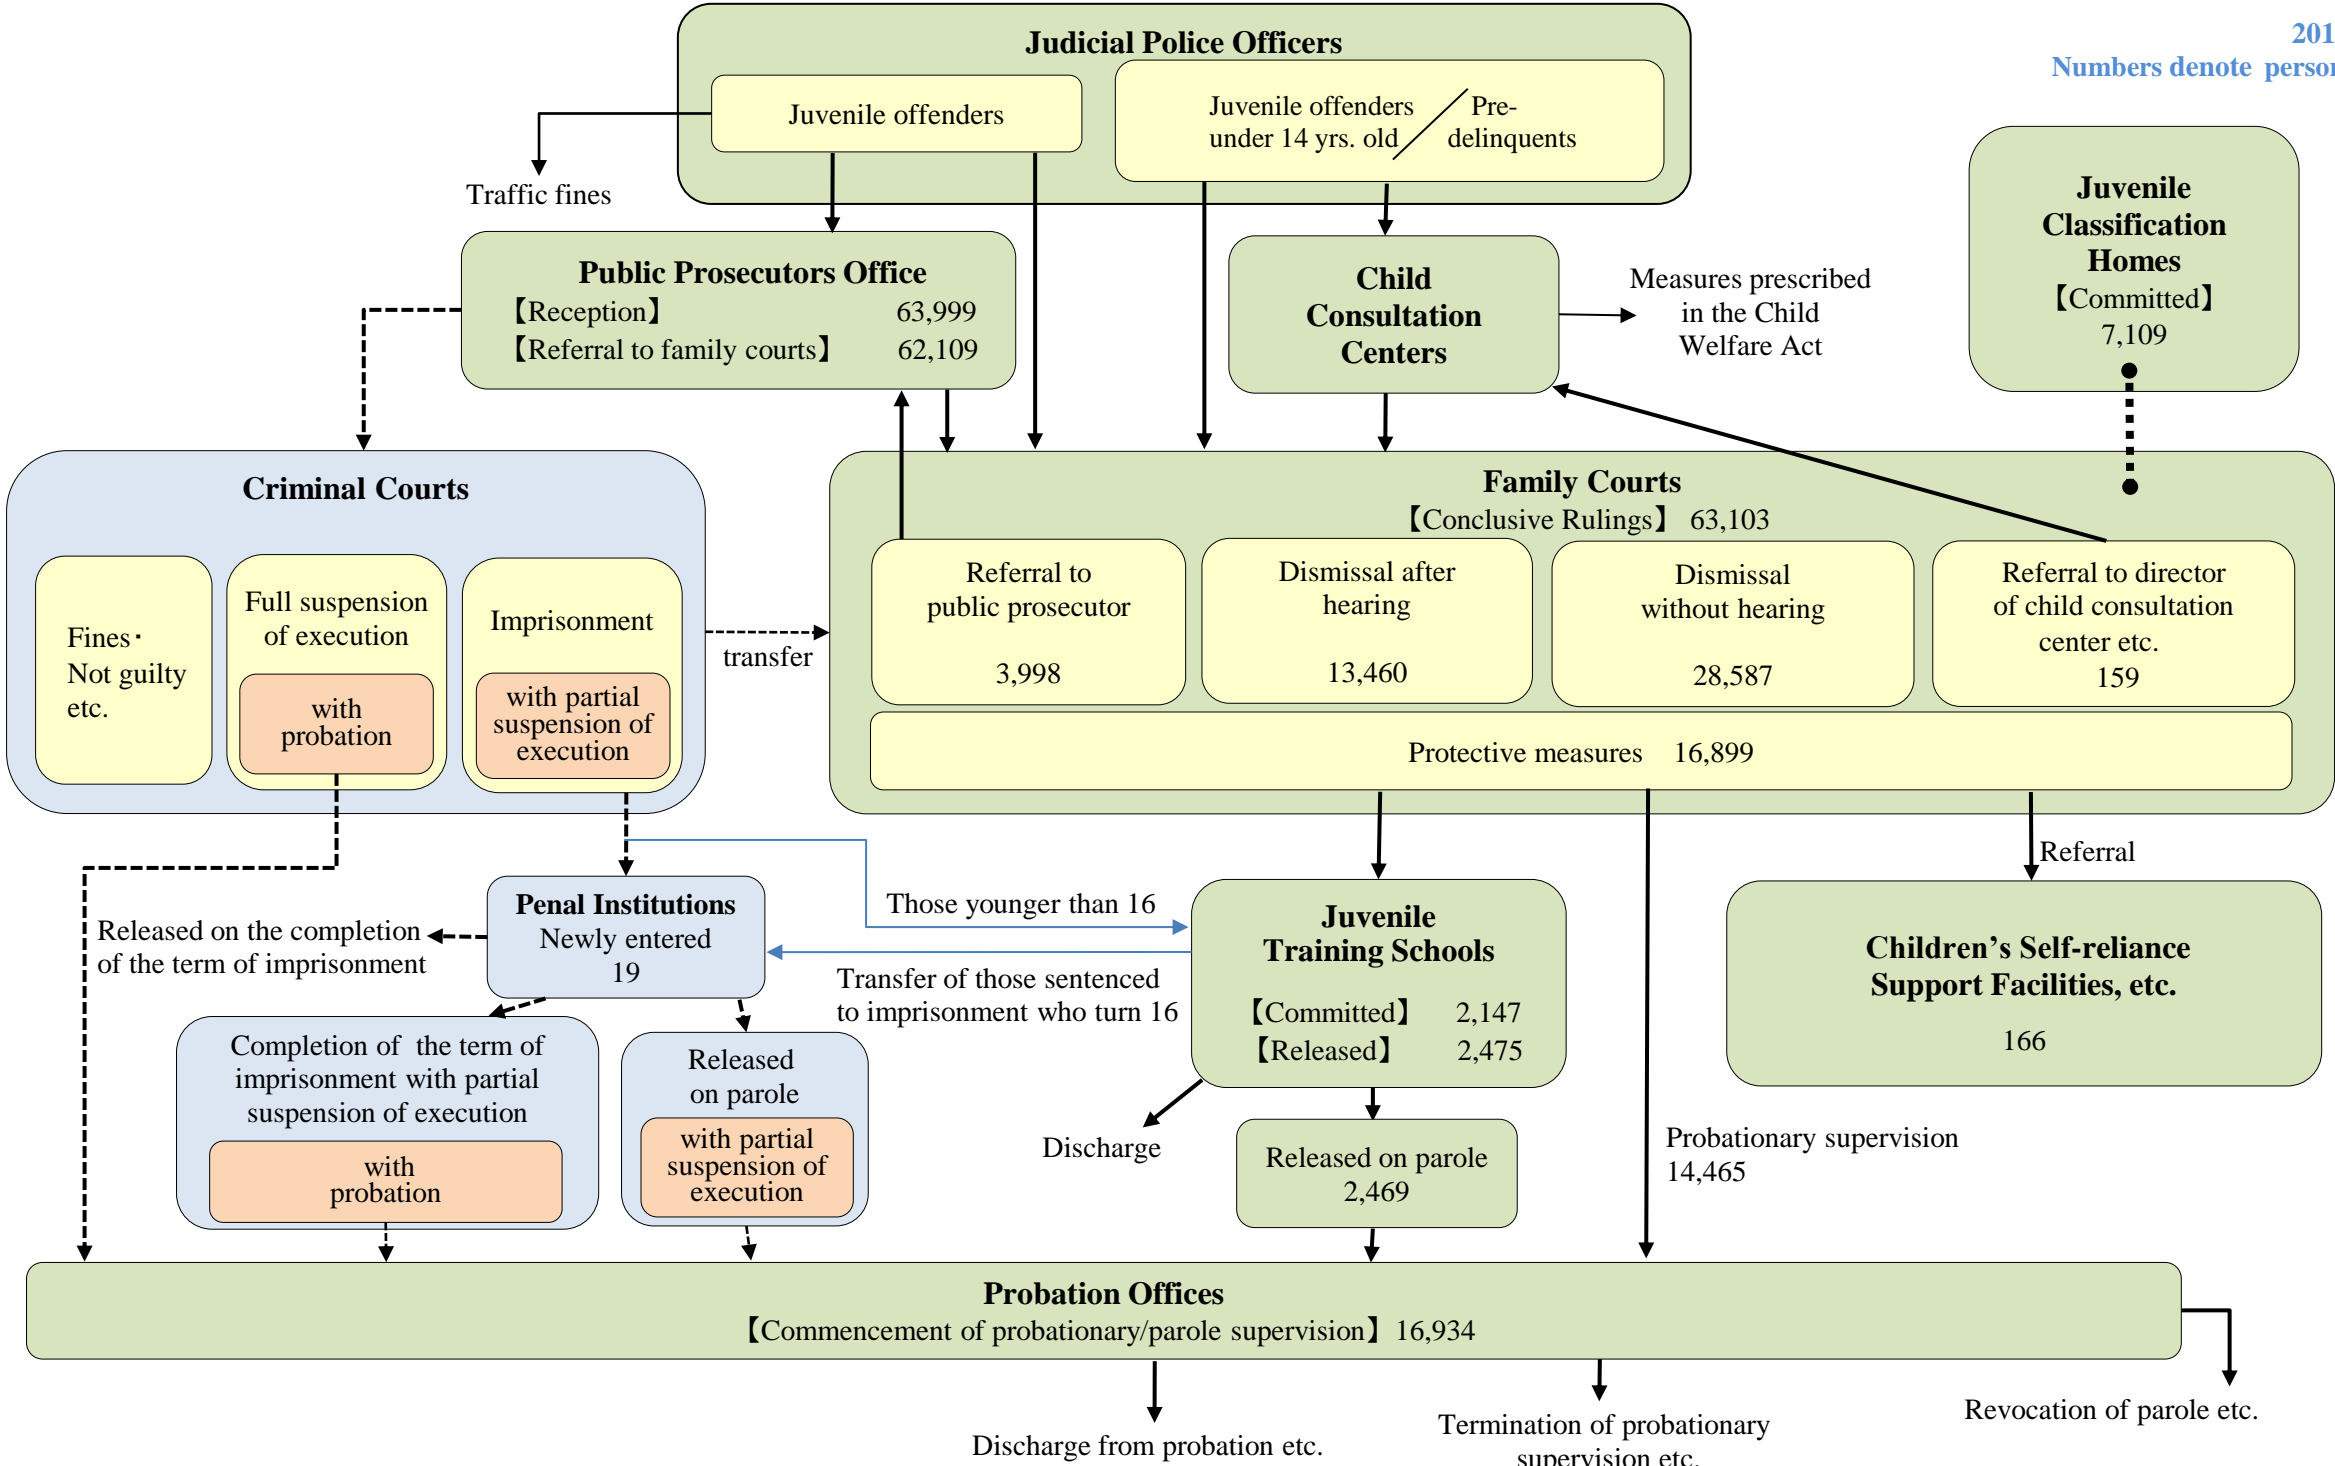 Judicial Police Officers
201
Numbers denote person
Juvenile offenders
Juvenile offenders
under 14 yrs. old
Pre-
delinquents
Traffic fines
Public Prosecutors Office
【Reception】 63,999
【Referral to family courts】 62,109
Child
Consultation
Centers
Measures prescribed
in the Child
Welfare Act
Juvenile
Classification
Homes
【Committed】
7,109
Criminal Courts
Fines・
Not guilty
etc.
Full suspension
of execution
with
probation
Imprisonment
with partial
suspension of
execution
transfer
Family Courts
【Conclusive Rulings】 63,103
Referral to
public prosecutor
3,998
Dismissal after
hearing
13,460
Dismissal
without hearing
28,587
Referral to director
of child consultation
center etc.
159
Protective measures 16,899
Referral
Released on the completion
of the term of imprisonment
Penal Institutions
Newly entered
19
Those younger than 16
Transfer of those sentenced
to imprisonment who turn 16
Juvenile
Training Schools
【Committed】 2,147
【Released】 2,475
Children’s Self-reliance
Support Facilities, etc.
166
Completion of the term of
imprisonment with partial
suspension of execution
with
probation
Released
on parole
with partial
suspension of
execution
Discharge
Released on parole
2,469
Probationary supervision
14,465
Probation Offices
【Commencement of probationary/parole supervision】 16,934
Discharge from probation etc.
Termination of probationary
supervision etc.
Revocation of parole etc.